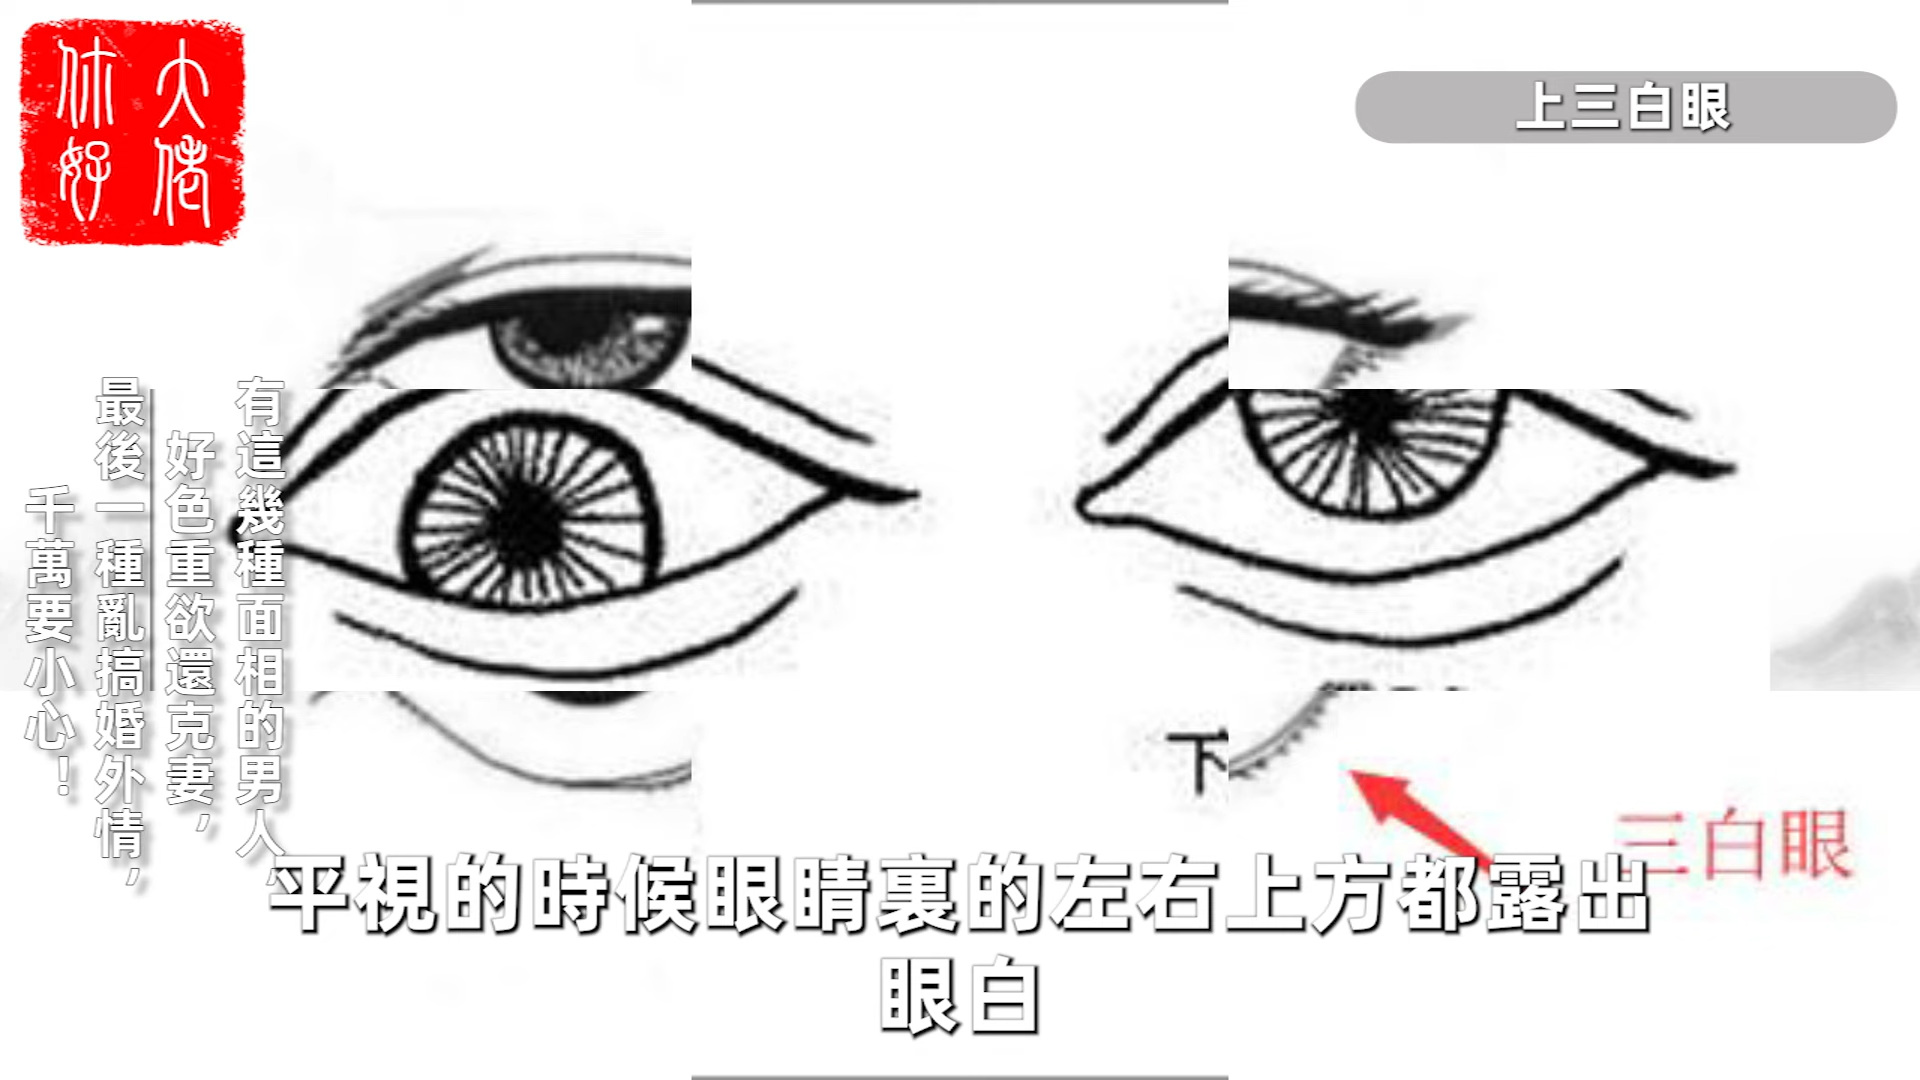 大佬
你好
上三白眼
有這幾種面相的男人，
好色重欲還克妻，
最後一種亂搞婚外情，
千萬要小心！
下
三白眼
平視的時候眼睛裏的左右上方都露出
眼白